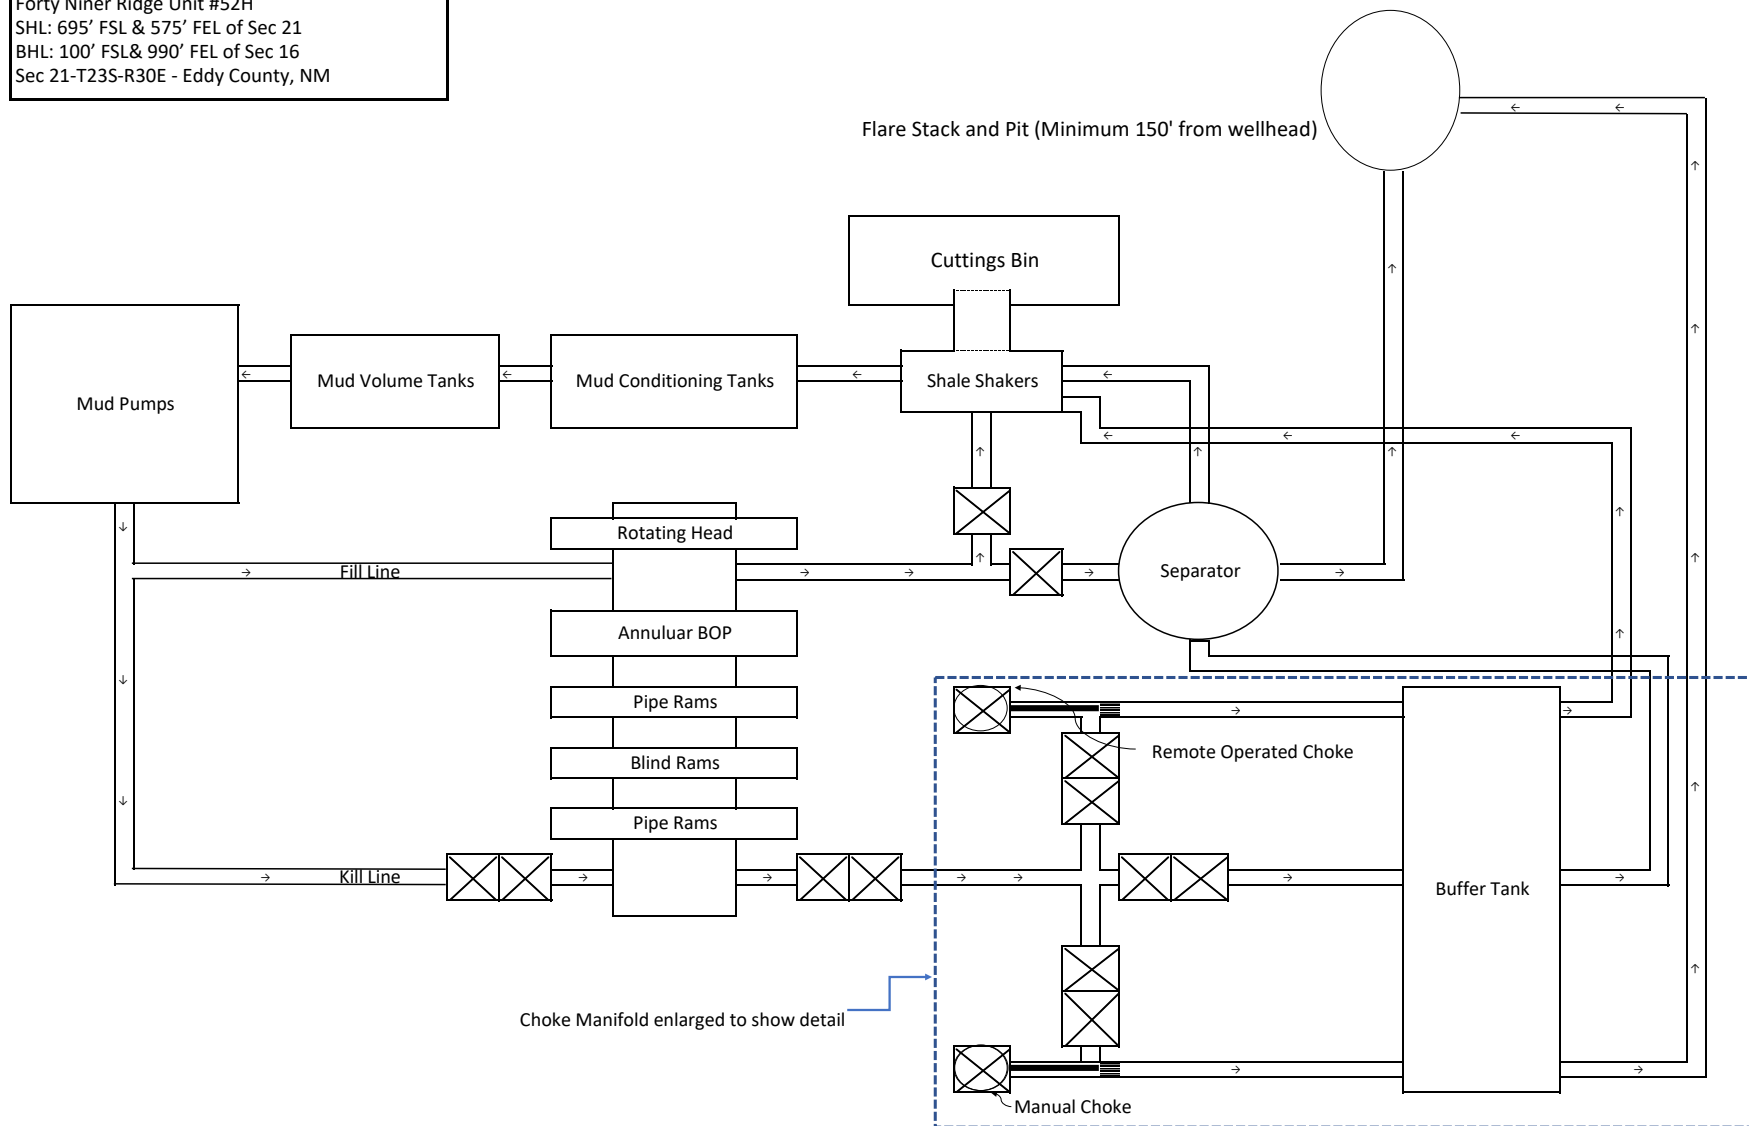 Forty Niner Ridge Unit #52H
SHL: 695’ FSL & 575’ FEL of Sec 21
BHL: 100’ FSL& 990’ FEL of Sec 16
Sec 21-T23S-R30E - Eddy County, NM
Flare Stack and Pit (Minimum 150' from wellhead)
Cuttings Bin
Mud Pumps
Mud Volume Tanks
Mud Conditioning Tanks
Shale Shakers
Rotating Head
Fill Line
Separator
Annuluar BOP
Pipe Rams
Remote Operated Choke
Blind Rams
Pipe Rams
Kill Line
Buffer Tank
Choke Manifold enlarged to show detail
Manual Choke